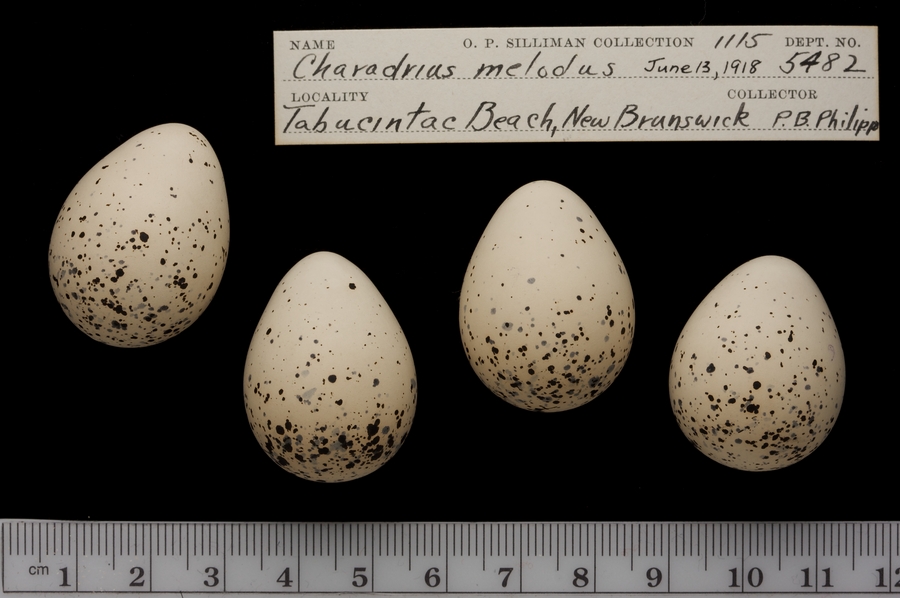 NAME O. P. SILLIMAN COLLECTION 1115 DEPT. NO.
Charadrius melodus June 13, 1918 5482
LOCALITY COLLECTOR
Tabucintac Beach, New Brunswick P.B. Philipp
cm 1 2 3 4 5 6 7 8 9 10 11 12